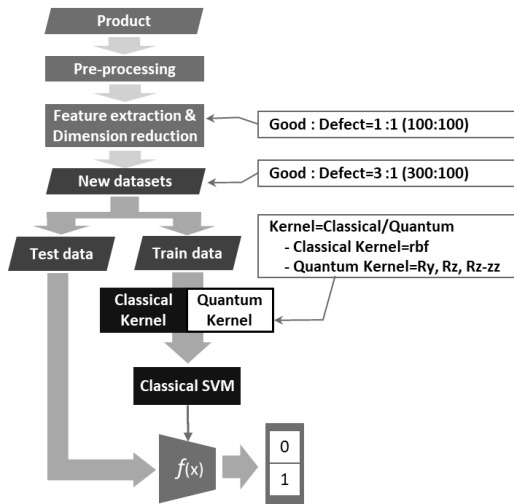 Product
Pre-processing
Feature extraction &
Dimension reduction
Good : Defect=1 :1 (100:100)
New datasets
Good : Defect=3 :1 (300:100)
Kernel=Classical/Quantum
- Classical Kernel=rbf
- Quantum Kernel=Ry, Rz, Rz-zz
Test data
Train data
Classical
Kernel
Quantum
Kernel
Classical SVM
f(x)
0
1